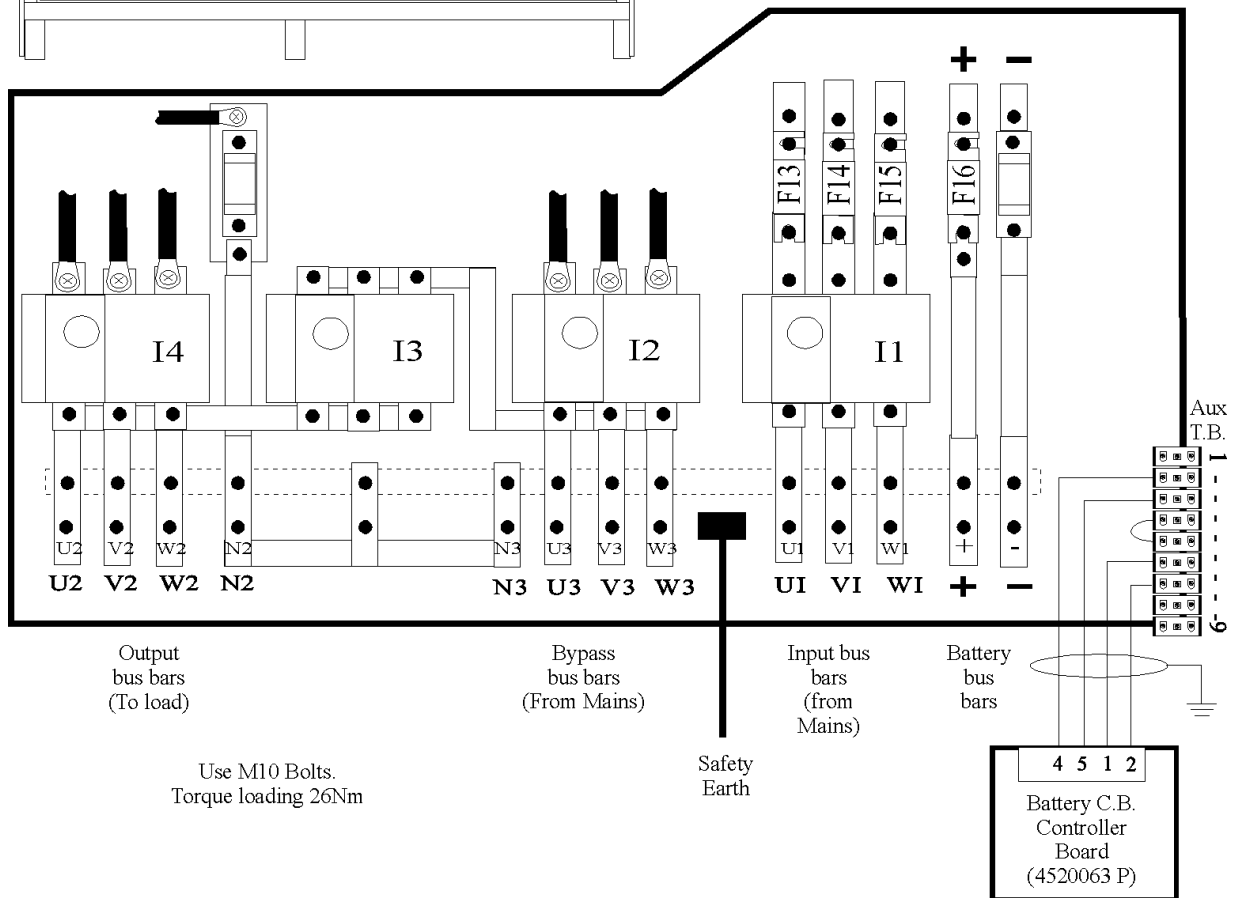 + −
F13 F14 F15 F16
I4 I3 I2 I1
Aux
T.B.
1
-
-
-
-
-
-
-9
U2 V2 W2 N2 N3 U3 V3 W3 U1 V1 W1 + -
U2 V2 W2 N2 N3 U3 V3 W3 U1 V1 W1 + −
Output
bus bars
(To load)
Bypass
bus bars
(From Mains)
Input bus
bars
(from
Mains)
Battery
bus
bars
Safety
Earth
Use M10 Bolts.
Torque loading 26Nm
4 5 1 2
Battery C.B.
Controller
Board
(4520063 P)